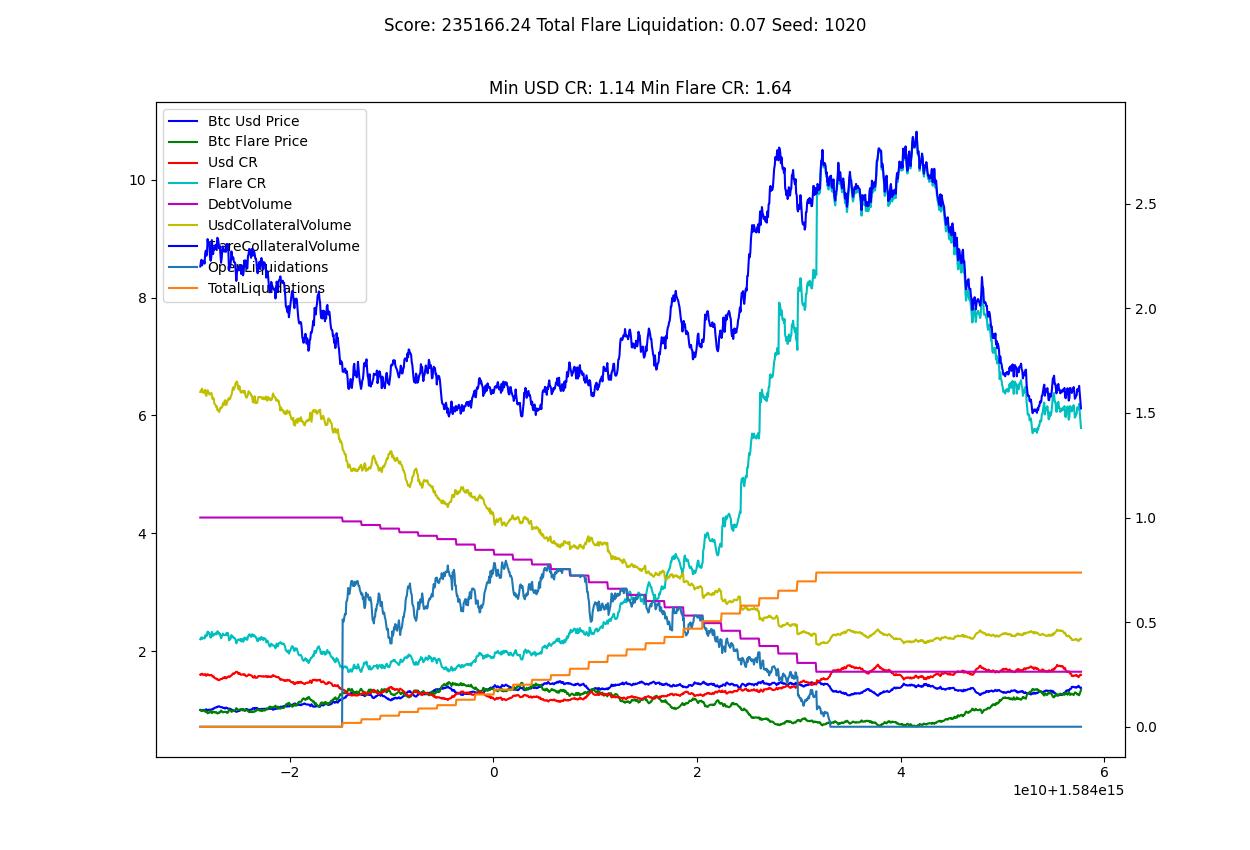 Score: 235166.24 Total Flare Liquidation: 0.07 Seed: 1020
Min USD CR: 1.14 Min Flare CR: 1.64
Btc Usd Price
Btc Flare Price
Usd CR
Flare CR
DebtVolume
UsdCollateralVolume
FlareCollateralVolume
OpenLiquidations
TotalLiquidations
10
8
6
4
2
2.5
2.0
1.5
1.0
0.5
0.0
−2 0 2 4 6
1e10+1.584e15